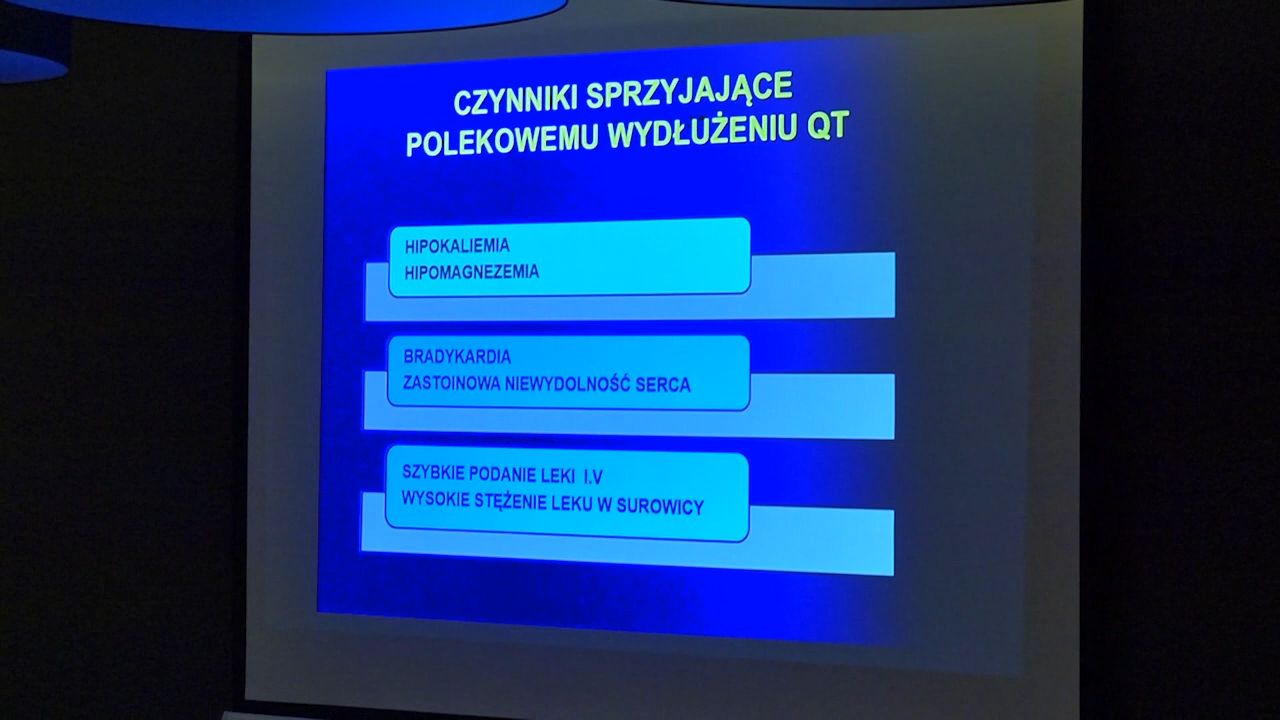 CZYNNIKI SPRZYJAJĄCE
POLEKOWEMU WYDŁUŻENIU QT
HIPOKALIEMIA
HIPOMAGNEZEMIA
BRADYKARDIA
ZASTOINOWA NIEWYDOLNOŚĆ SERCA
SZYBKIE PODANIE LEKI I.V
WYSOKIE STĘŻENIE LEKU W SUROWICY